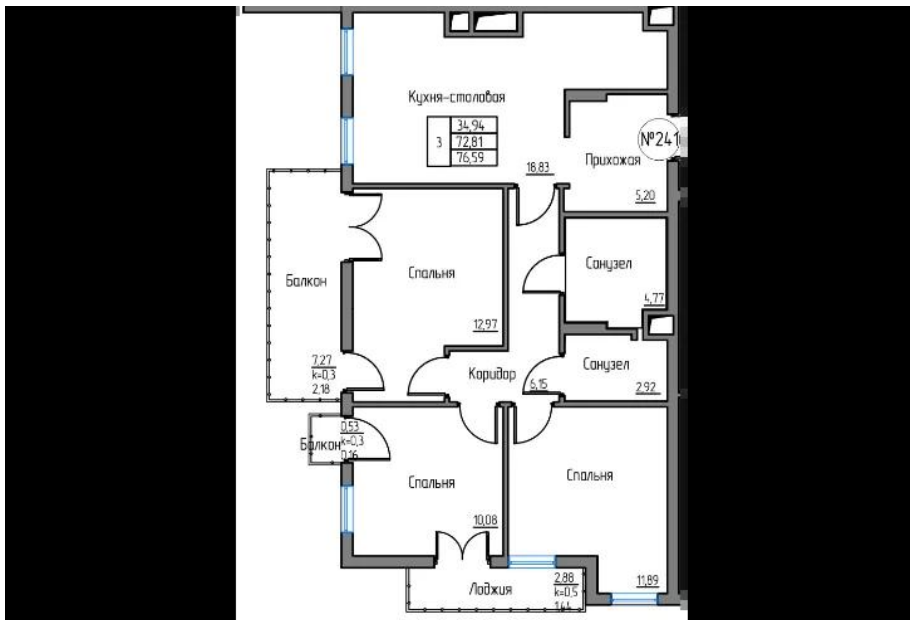 Кухня-столовая
3
34,94
72,81
76,59
18,83
№241
Прихожая
5,20
Балкон
7,27
k=0,3
2,18
Спальня
12,97
Санузел
4,77
Санузел
2,92
Коридор
6,15
Балкон
0,53
k=0,3
0,16
Спальня
10,08
Спальня
11,89
Лоджия
2,88
k=0,5
1,44